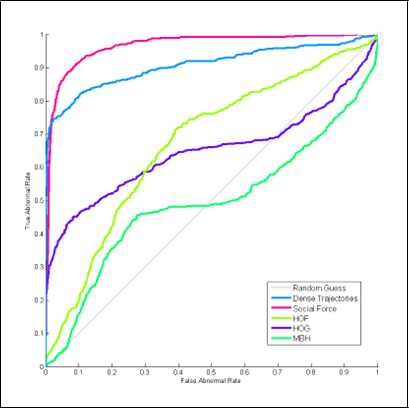 1
0.9
0.8
0.7
0.6
0.5
0.4
0.3
0.2
0.1
0
True Abnormal Rate
0 0.1 0.2 0.3 0.4 0.5 0.6 0.7 0.8 0.9 1
False Abnormal Rate
Random Guess
Dense Trajectories
Social Force
HOF
HOG
MBH